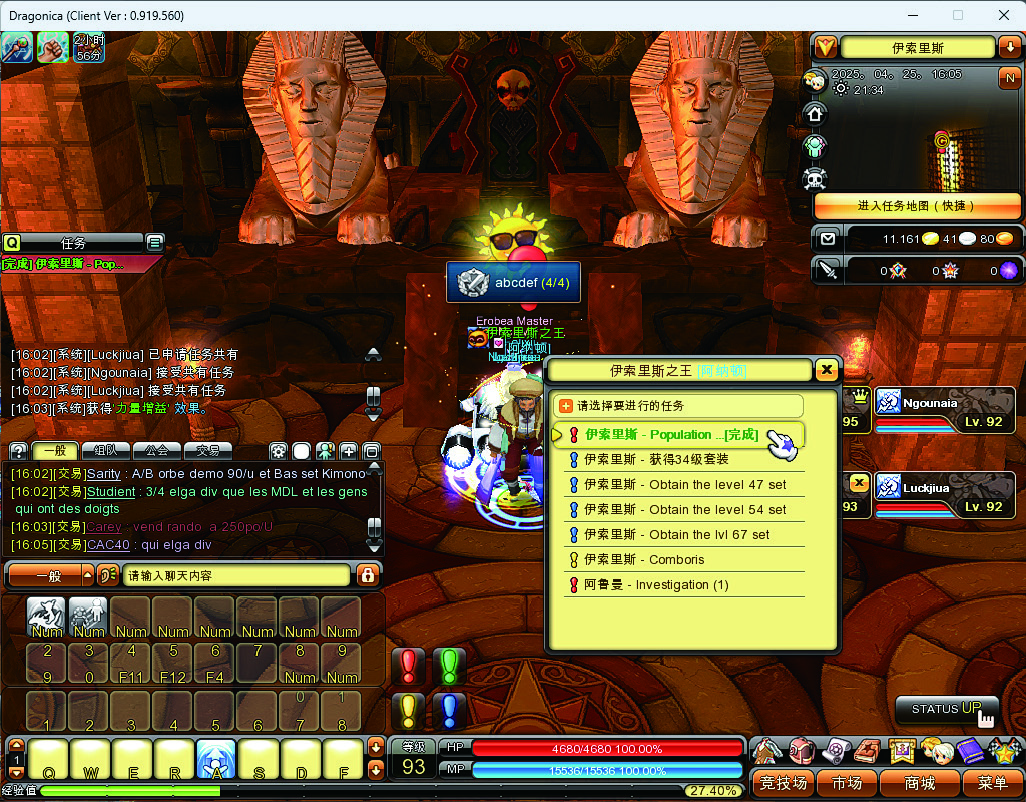 Dragonica (Client Ver : 0.919.560)
2小时
56分
伊索里斯
2025。 04。 25。 16:05
21:34
N
进入任务地图 ( 快捷 )
11.161 41 80
0 0 0
Q 任务
[完成] 伊索里斯 - Pop...
abcdef (4/4)
Erobea Master
伊索里斯之王
[阿纳顿]
[16:02][系统][Luckjiua] 已申请任务共有
[16:02][系统][Ngounaia] 接受共有任务
[16:02][系统][Luckjiua] 接受共有任务
[16:03][系统]获得'力量增益' 效果。
伊索里斯之王 [阿纳顿]
请选择要进行的任务
伊索里斯 - Population ...[完成]
伊索里斯 - 获得34级套装
伊索里斯 - Obtain the level 47 set
伊索里斯 - Obtain the level 54 set
伊索里斯 - Obtain the lvl 67 set
伊索里斯 - Comboris
阿鲁曼 - Investigation (1)
95
Ngounaia
Lv. 92
93
Luckjiua
Lv. 92
? 一般 组队 公会 交易
[16:02][交易]Sarity : A/B orbe demo 90/u et Bas set Kimono
[16:02][交易]Studient : 3/4 elga div que les MDL et les gens
qui ont des doigts
[16:03][交易]Carey : vend rando a 250po/U
[16:05][交易]CAC40 : qui elga div
一般 请输入聊天内容
Num Num Num Num Num Num Num Num
2 3 4 5 6 7 8 9
9 0 F11 F12 F4 Num Num
0 1
1 2 3 4 5 6 7 8
STATUS UP
1 Q W E R A S D F
等级
93
HP 4680/4680 100.00%
MP 15536/15536 100.00%
竞技场 市场 商城 菜单
经验值 27.40%